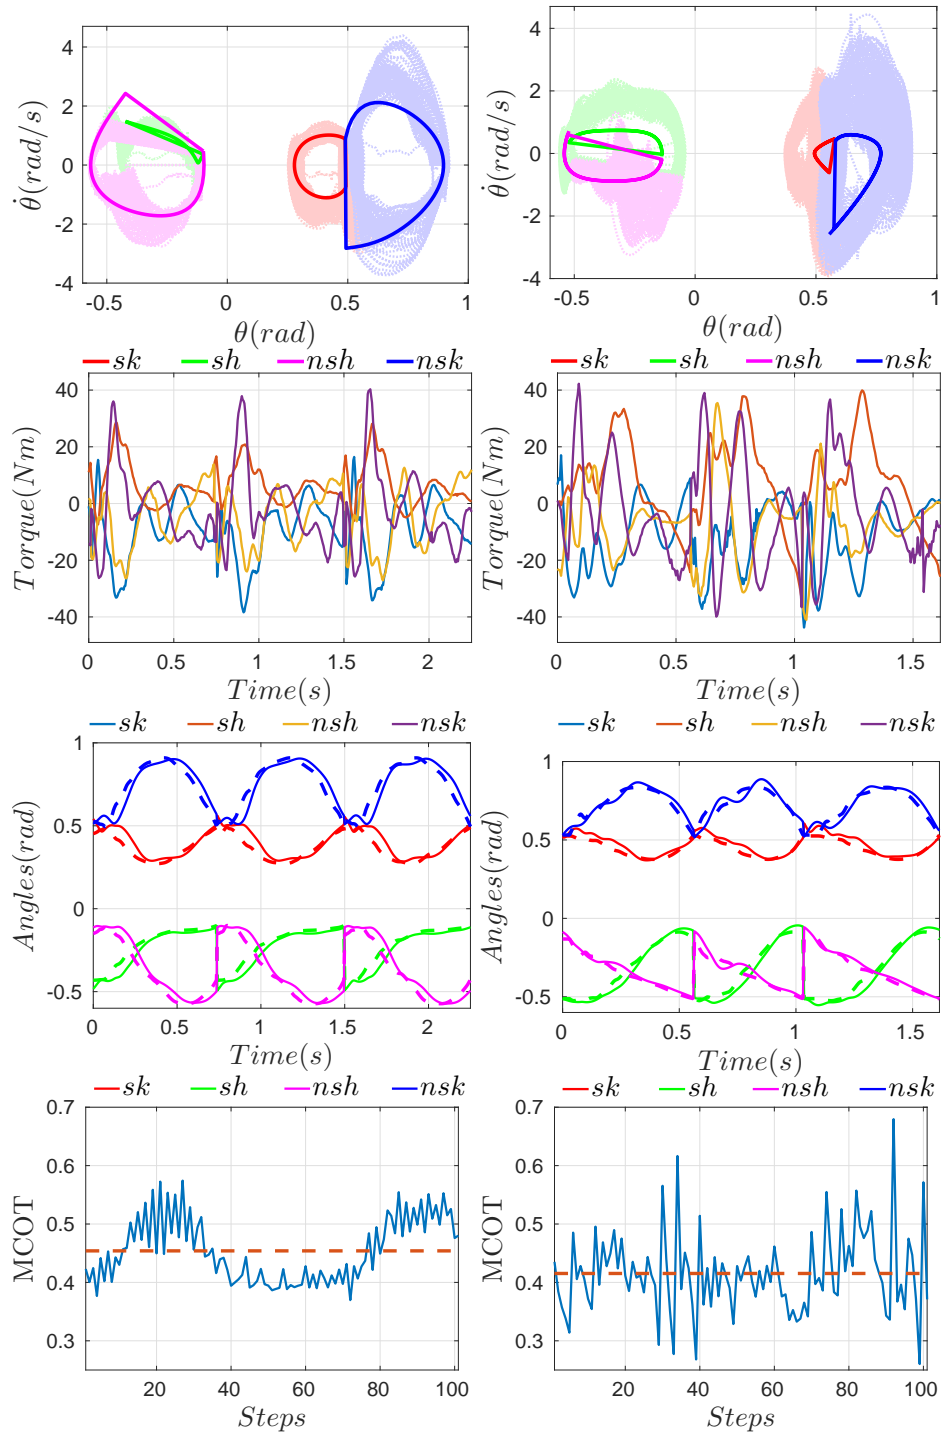 4
2
0
-2
-4
θ̇(rad/s)
-0.5
0
0.5
1
θ(rad)
sk
sh
nsh
nsk
4
2
0
-2
-4
θ̇(rad/s)
-0.5
0
0.5
1
θ(rad)
sk
sh
nsh
nsk
40
20
0
-20
-40
Torque(Nm)
0
0.5
1
1.5
2
Time(s)
sk
sh
nsh
nsk
40
20
0
-20
-40
Torque(Nm)
0
0.5
1
1.5
Time(s)
sk
sh
nsh
nsk
1
0.5
0
-0.5
Angles(rad)
0
0.5
1
1.5
2
Time(s)
sk
sh
nsh
nsk
1
0.5
0
-0.5
Angles(rad)
0
0.5
1
1.5
Time(s)
sk
sh
nsh
nsk
0.7
0.6
0.5
0.4
0.3
MCOT
20
40
60
80
100
Steps
0.7
0.6
0.5
0.4
0.3
MCOT
20
40
60
80
100
Steps